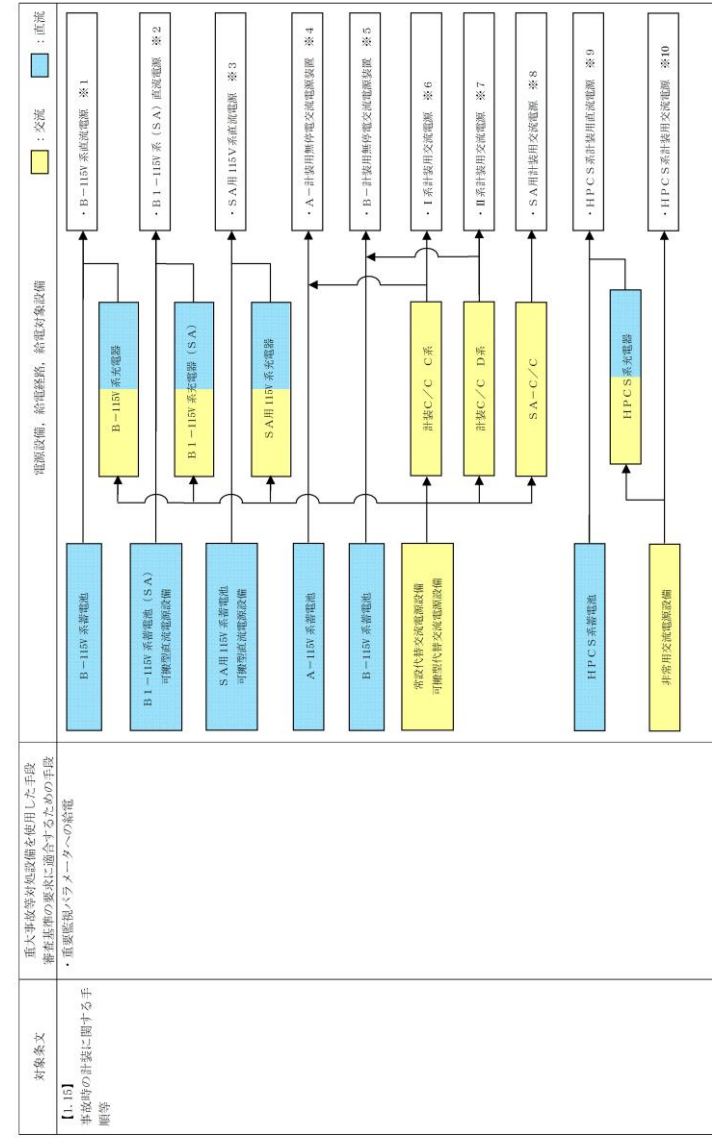 対象条文
重大事故等対処設備を使用した手段
審査基準の要求に適合するための手段
電源設備，給電経路，給電対象設備
：交流
：直流
【1.15】
事故時の計装に関する手
順等
・重要監視パラメータへの給電
B－115V系蓄電池
B－115V系充電器
・B－115V系直流電源　※1
B1－115V系蓄電池（SA）
可搬型直流電源設備
B1－115V系充電器（SA）
・B1－115V系（SA）直流電源　※2
SA用115V系蓄電池
可搬型直流電源設備
SA用115V系充電器
・SA用115V系直流電源　※3
A－115V系蓄電池
・A－計装用無停電交流電源装置　※4
B－115V系蓄電池
・B－計装用無停電交流電源装置　※5
常設代替交流電源設備
可搬型代替交流電源設備
計装C／C　C系
・Ⅰ系計装用交流電源　※6
計装C／C　D系
・Ⅱ系計装用交流電源　※7
SA－C／C
・SA用計装用交流電源　※8
HPCS系蓄電池
・HPCS系計装用直流電源　※9
HPCS系充電器
非常用交流電源設備
・HPCS系計装用交流電源　※10